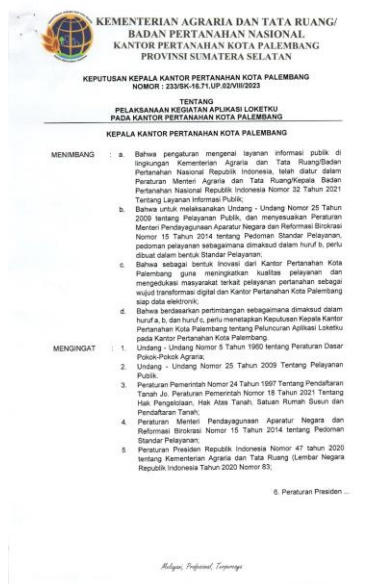 KEMENTERIAN AGRARIA DAN TATA RUANG/
BADAN PERTANAHAN NASIONAL
KANTOR PERTANAHAN KOTA PALEMBANG
PROVINSI SUMATERA SELATAN
KEPUTUSAN KEPALA KANTOR PERTANAHAN KOTA PALEMBANG
NOMOR : 233/SK-16.71.UP.02/VIII/2023
TENTANG
PELAKSANAAN KEGIATAN APLIKASI LOKETKU
PADA KANTOR PERTANAHAN KOTA PALEMBANG
KEPALA KANTOR PERTANAHAN KOTA PALEMBANG
MENIMBANG : a. Bahwa pengaturan mengenai layanan informasi publik di
lingkungan Kementerian Agraria dan Tata Ruang/Badan
Pertanahan Nasional Republik Indonesia, telah diatur dalam
Peraturan Menteri Agraria dan Tata Ruang/Kepala Badan
Pertanahan Nasional Republik Indonesia Nomor 32 Tahun 2021
Tentang Layanan Informasi Publik;
b. Bahwa untuk melaksanakan Undang - Undang Nomor 25 Tahun
2009 tentang Pelayanan Publik, dan menyesuaikan Peraturan
Menteri Pendayagunaan Aparatur Negara dan Reformasi Birokrasi
Nomor 15 Tahun 2014 tentang Pedoman Standar Pelayanan,
pedoman pelayanan sebagaimana dimaksud dalam huruf b, perlu
dibuat dalam bentuk Standar Pelayanan;
c. Bahwa sebagai bentuk Inovasi dari Kantor Pertanahan Kota
Palembang guna meningkatkan kualitas pelayanan dan
mengedukasi masyarakat terkait pelayanan pertanahan sebagai
wujud transformasi digital dan Kantor Pertanahan Kota Palembang
siap data elektronik;
d. Bahwa berdasarkan pertimbangan sebagaimana dimaksud dalam
huruf a, b, dan huruf c, perlu menetapkan Keputusan Kepala Kantor
Pertanahan Kota Palembang tentang Peluncuran Aplikasi Loketku
pada Kantor Pertanahan Kota Palembang.
MENGINGAT : 1. Undang - Undang Nomor 5 Tahun 1960 tentang Peraturan Dasar
Pokok-Pokok Agraria;
2. Undang - Undang Nomor 25 Tahun 2009 Tentang Pelayanan
Publik.
3. Peraturan Pemerintah Nomor 24 Tahun 1997 Tentang Pendaftaran
Tanah Jo. Peraturan Pemerintah Nomor 18 Tahun 2021 Tentang
Hak Pengelolaan, Hak Atas Tanah, Satuan Rumah Susun dan
Pendaftaran Tanah;
4. Peraturan Menteri Pendayagunaan Aparatur Negara dan
Reformasi Birokrasi Nomor 15 Tahun 2014 tentang Pedoman
Standar Pelayanan;
5. Peraturan Presiden Republik Indonesia Nomor 47 tahun 2020
tentang Kementerian Agraria dan Tata Ruang (Lembar Negara
Republik Indonesia Tahun 2020 Nomor 83;
6. Peraturan Presiden ...
Melayani, Profesional, Terpercaya